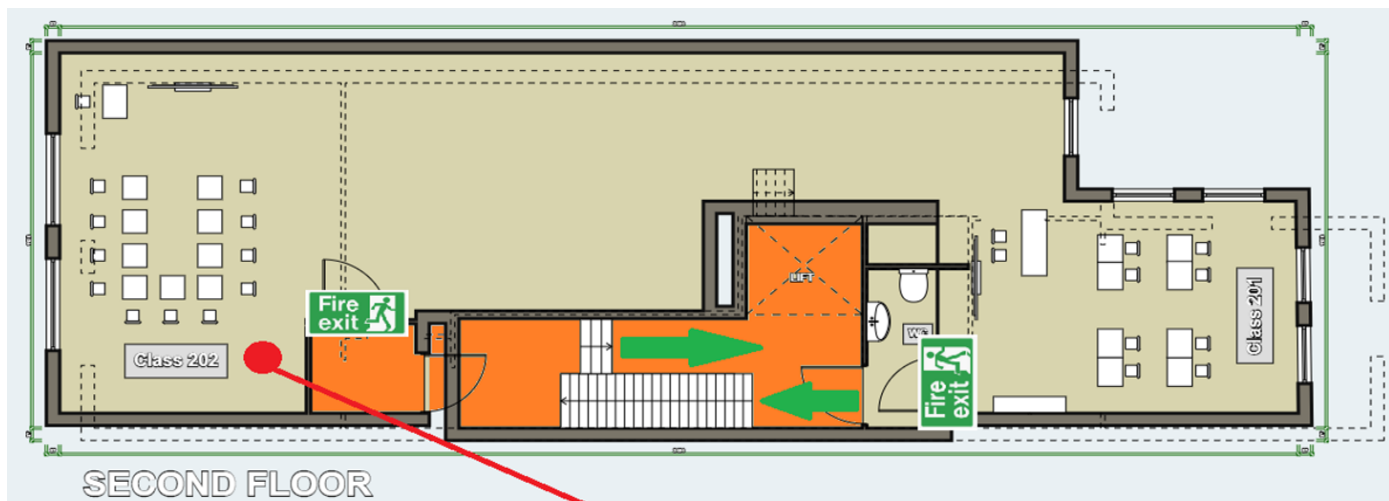 Fire
exit
Class 202
LIFT
WC
Fire
exit
Class 201
SECOND FLOOR